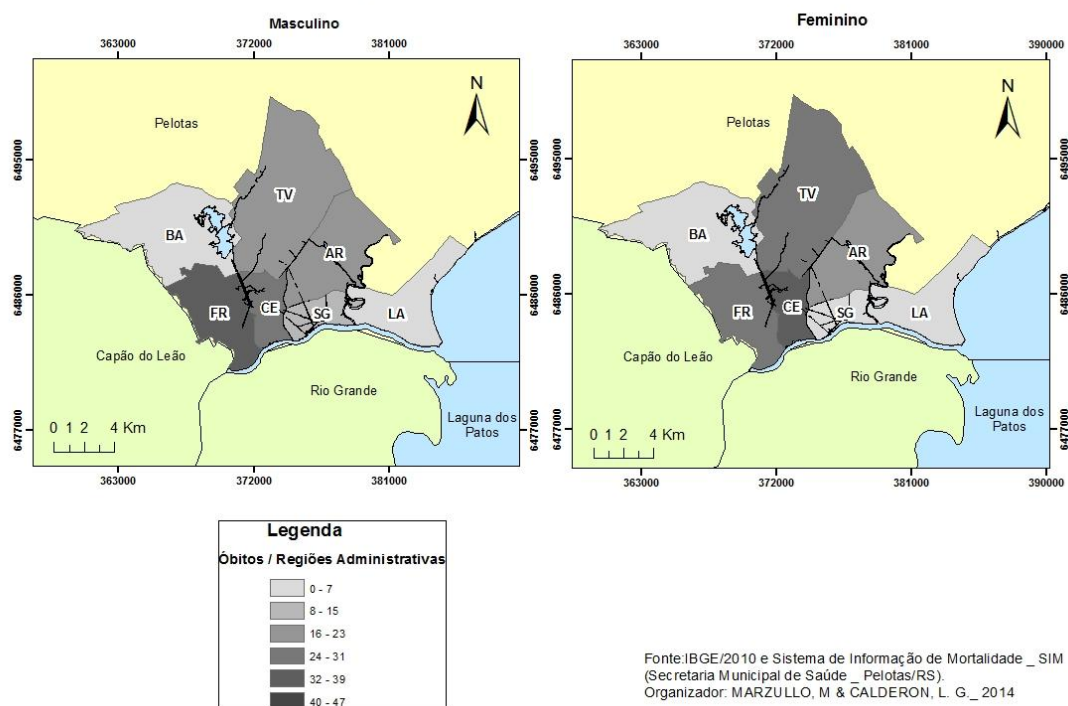 Masculino
363000 372000 381000
N
Pelotas
TV
BA
AR
FR
CE
SG
LA
Capão do Leão
Rio Grande
Laguna dos
Patos
0 1 2 4 Km
6495000
6486000
6477000
6495000
6486000
6477000
363000 372000 381000
Feminino
363000 372000 381000 390000
N
Pelotas
TV
BA
AR
FR
CE
SG
LA
Capão do Leão
Rio Grande
Laguna dos
Patos
0 1 2 4 Km
6495000
6486000
6477000
363000 372000 381000 390000
Legenda
Óbitos / Regiões Administrativas
0 - 7
8 - 15
16 - 23
24 - 31
32 - 39
40 - 47
Fonte:IBGE/2010 e Sistema de Informação de Mortalidade _ SIM
(Secretaria Municipal de Saúde _ Pelotas/RS).
Organizador: MARZULLO, M & CALDERON, L. G._ 2014